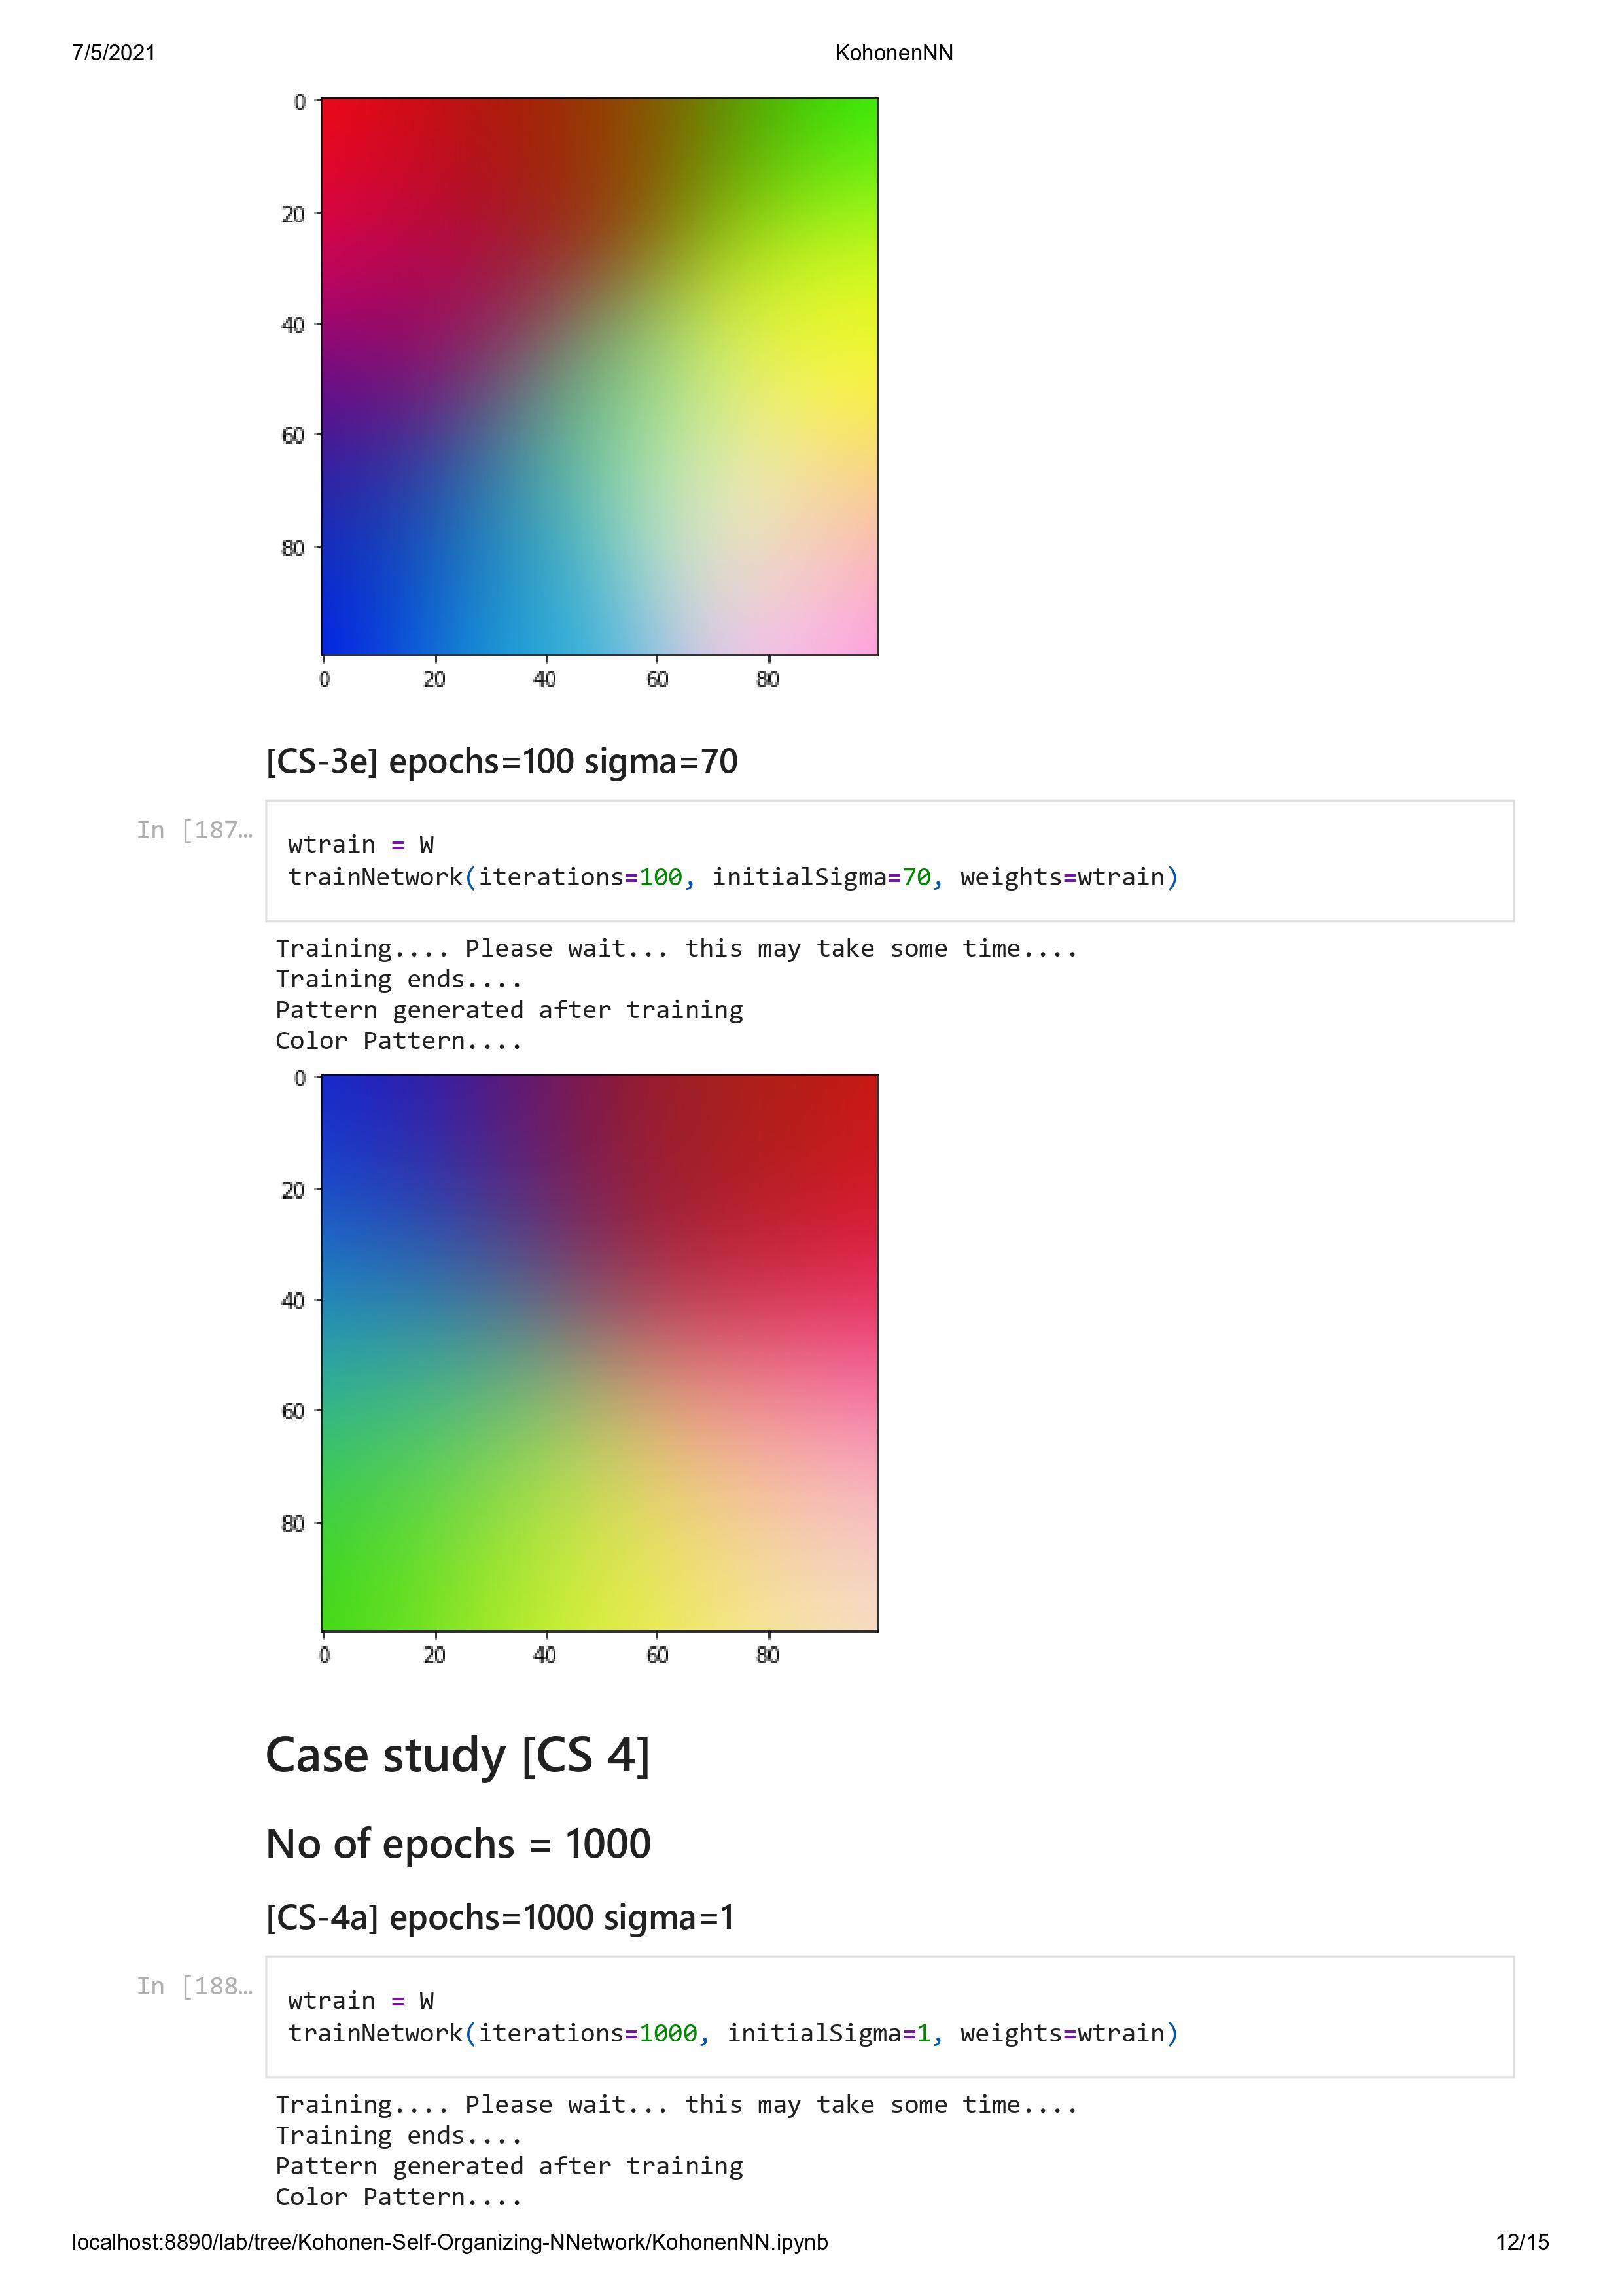 7/5/2021 KohonenNN
0
20
40
60
80
0 20 40 60 80
[CS-3e] epochs=100 sigma=70
In [187…
wtrain = W
trainNetwork(iterations=100, initialSigma=70, weights=wtrain)
Training.... Please wait... this may take some time....
Training ends....
Pattern generated after training
Color Pattern....
0
20
40
60
80
0 20 40 60 80
Case study [CS 4]
No of epochs = 1000
[CS-4a] epochs=1000 sigma=1
In [188…
wtrain = W
trainNetwork(iterations=1000, initialSigma=1, weights=wtrain)
Training.... Please wait... this may take some time....
Training ends....
Pattern generated after training
Color Pattern....
localhost:8890/lab/tree/Kohonen-Self-Organizing-NNetwork/KohonenNN.ipynb 12/15